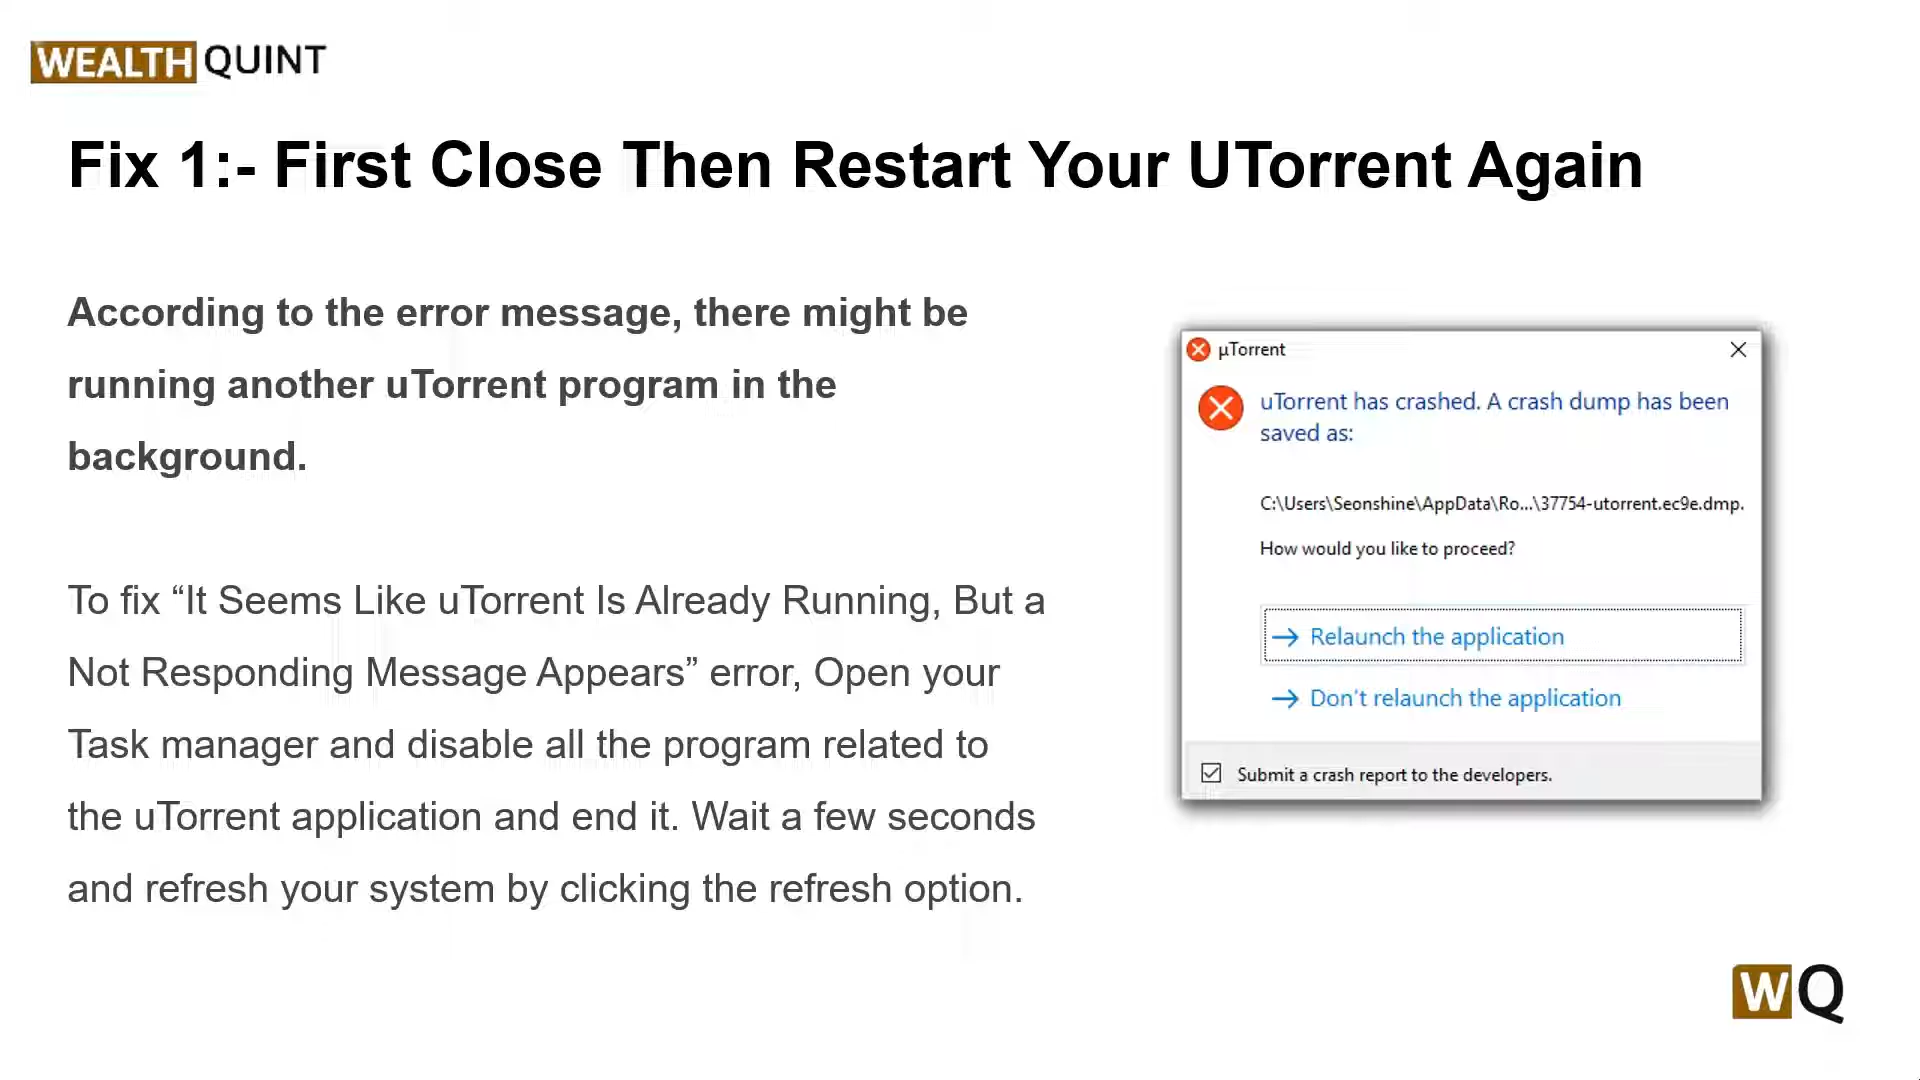 WEALTH QUINT
Fix 1:- First Close Then Restart Your UTorrent Again
According to the error message, there might be
running another uTorrent program in the
background.
To fix “It Seems Like uTorrent Is Already Running, But a
Not Responding Message Appears” error, Open your
Task manager and disable all the program related to
the uTorrent application and end it. Wait a few seconds
and refresh your system by clicking the refresh option.
µTorrent
uTorrent has crashed. A crash dump has been
saved as:
C:\Users\Seonshine\AppData\Ro...\37754-utorrent.ec9e.dmp.
How would you like to proceed?
Relaunch the application
Don't relaunch the application
Submit a crash report to the developers.
WQ